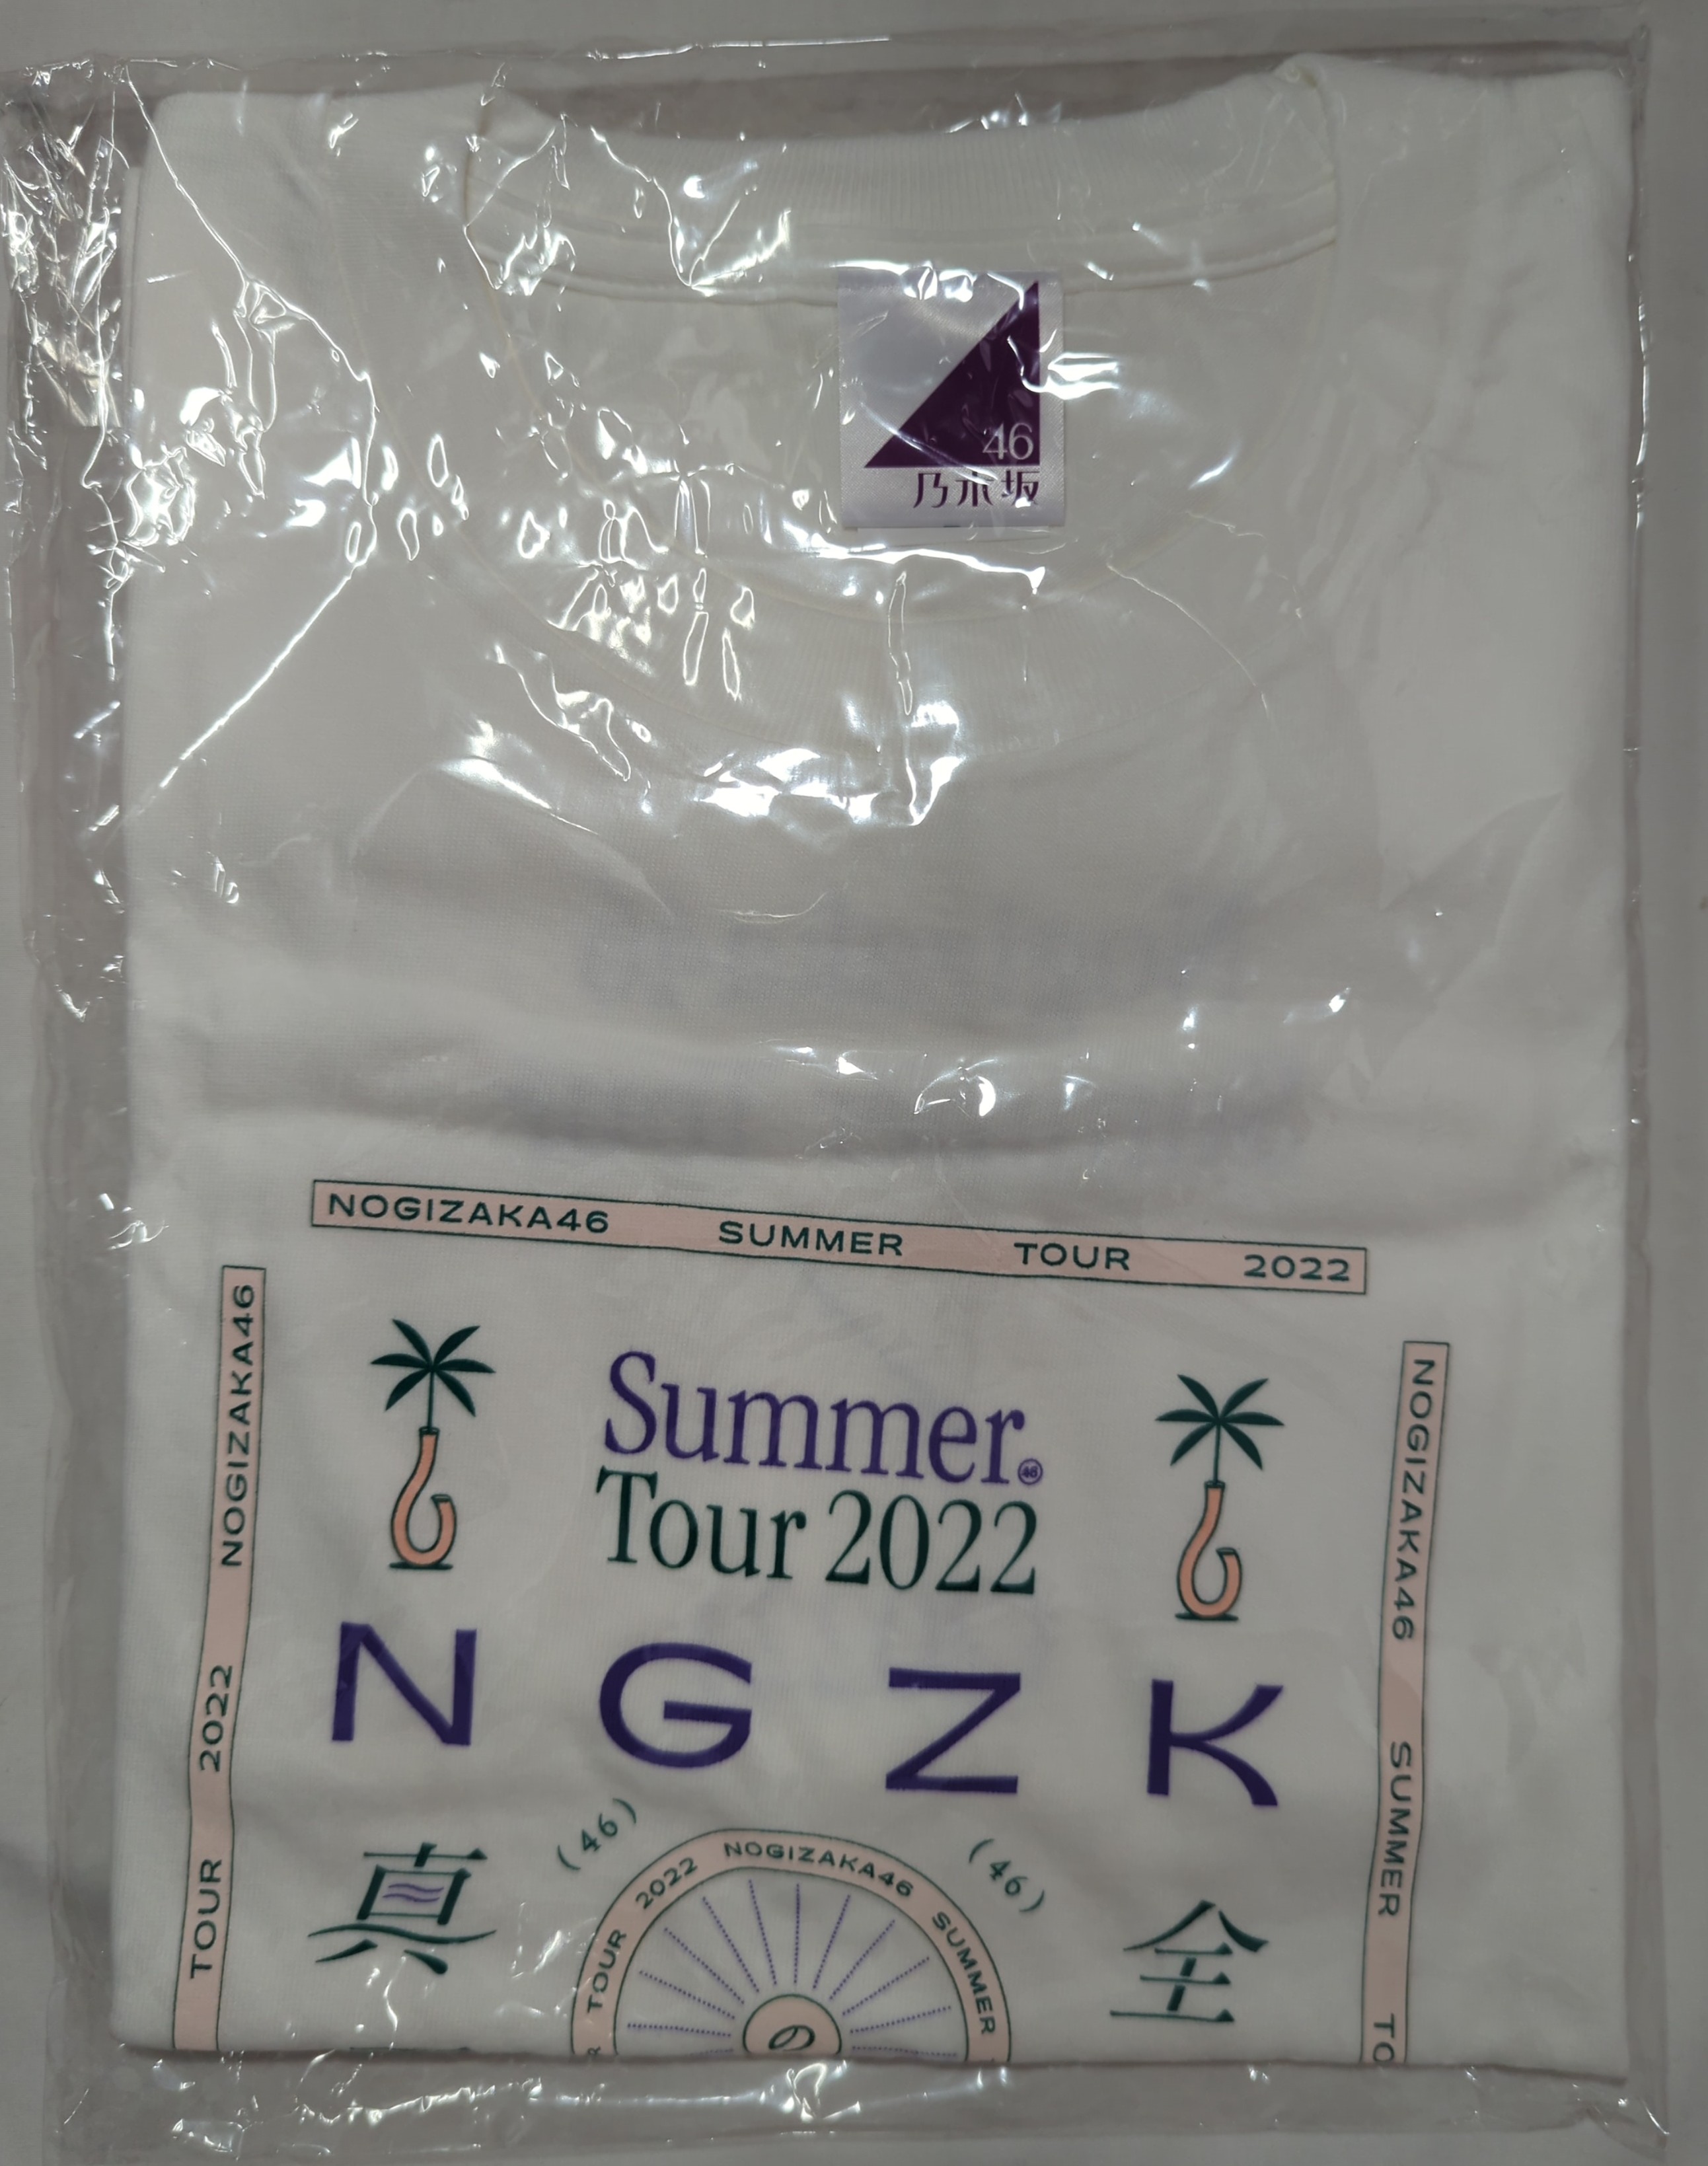 46
乃木坂
NOGIZAKA46 SUMMER TOUR 2022
TOUR 2022 NOGIZAKA46
NOGIZAKA46 SUMMER TO
Summer.46
Tour 2022
N G Z K
(46) (46)
真 全
TOUR 2022 NOGIZAKA46 SUMMER
の